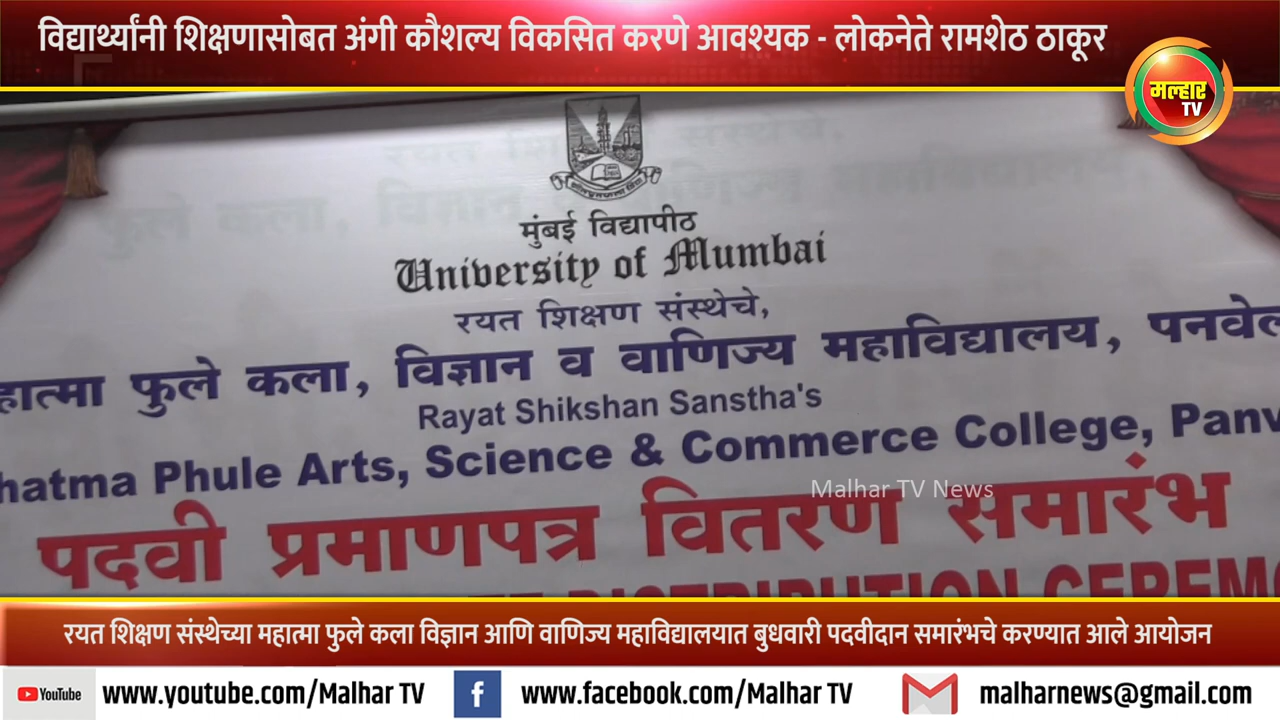 विद्यार्थ्यांनी शिक्षणासोबत अंगी कौशल्य विकसित करणे आवश्यक - लोकनेते रामशेठ ठाकूर
मल्हार
TV
मुंबई विद्यापीठ
University of Mumbai
रयत शिक्षण संस्थेचे,
हात्मा फुले कला, विज्ञान व वाणिज्य महाविद्यालय, पनवेल
Rayat Shikshan Sanstha's
hatma Phule Arts, Science & Commerce College, Panv
Malhar TV News
पदवी प्रमाणपत्र वितरण समारंभ
DISTRIBUTION CEREMO
रयत शिक्षण संस्थेच्या महात्मा फुले कला विज्ञान आणि वाणिज्य महाविद्यालयात बुधवारी पदवीदान समारंभचे करण्यात आले आयोजन
YouTube www.youtube.com/Malhar TV f www.facebook.com/Malhar TV malharnews@gmail.com